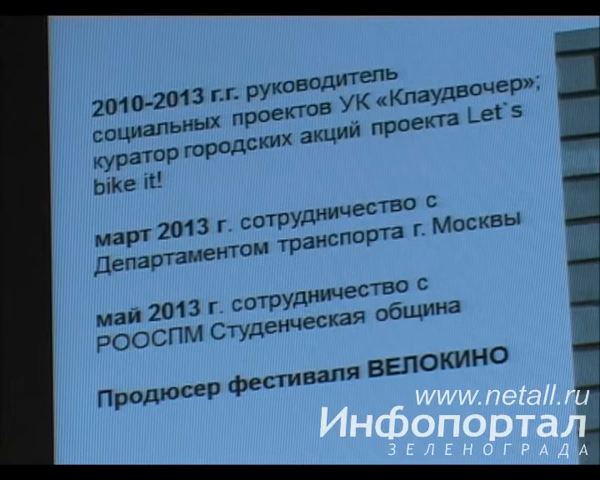 2010-2013 г.г. руководитель
социальных проектов УК «Клаудвочер»;
куратор городских акций проекта Let`s
bike it!
март 2013 г. сотрудничество с
Департаментом транспорта г. Москвы
май 2013 г. сотрудничество с
РООСПМ Студенческая община
Продюсер фестиваля ВЕЛОКИНО
www.netall.ru
Инфопортал
ЗЕЛЕНОГРАДА